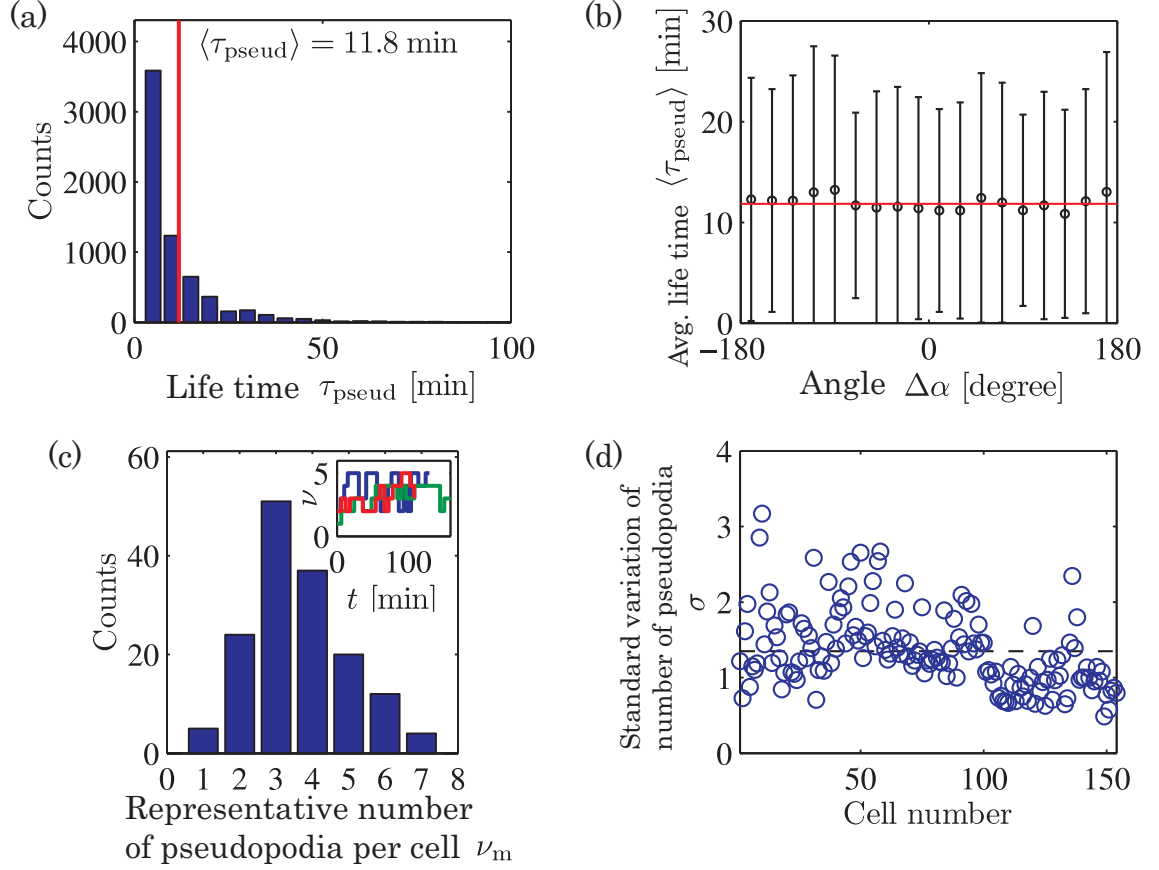 (a)
4000
3000
2000
1000
0
Counts
⟨τpseud⟩ = 11.8 min
0 50 100
Life time τpseud [min]
(b)
30
20
10
0
Avg. life time ⟨τpseud⟩ [min]
−180 0 180
Angle Δα [degree]
(c)
60
40
20
0
Counts
5
0
ν
0 100
t [min]
0 1 2 3 4 5 6 7 8
Representative number
of pseudopodia per cell νm
(d)
4
3
2
1
0
Standard variation of
number of pseudopodia
σ
50 100 150
Cell number